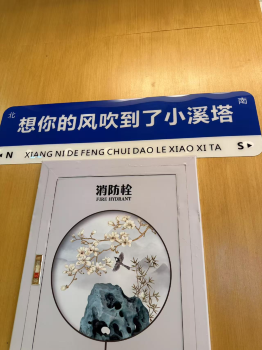 北 南
想你的风吹到了小溪塔
N XIANG NI DE FENG CHUI DAO LE XIAO XI TA S
消防栓
FIRE HYDRANT